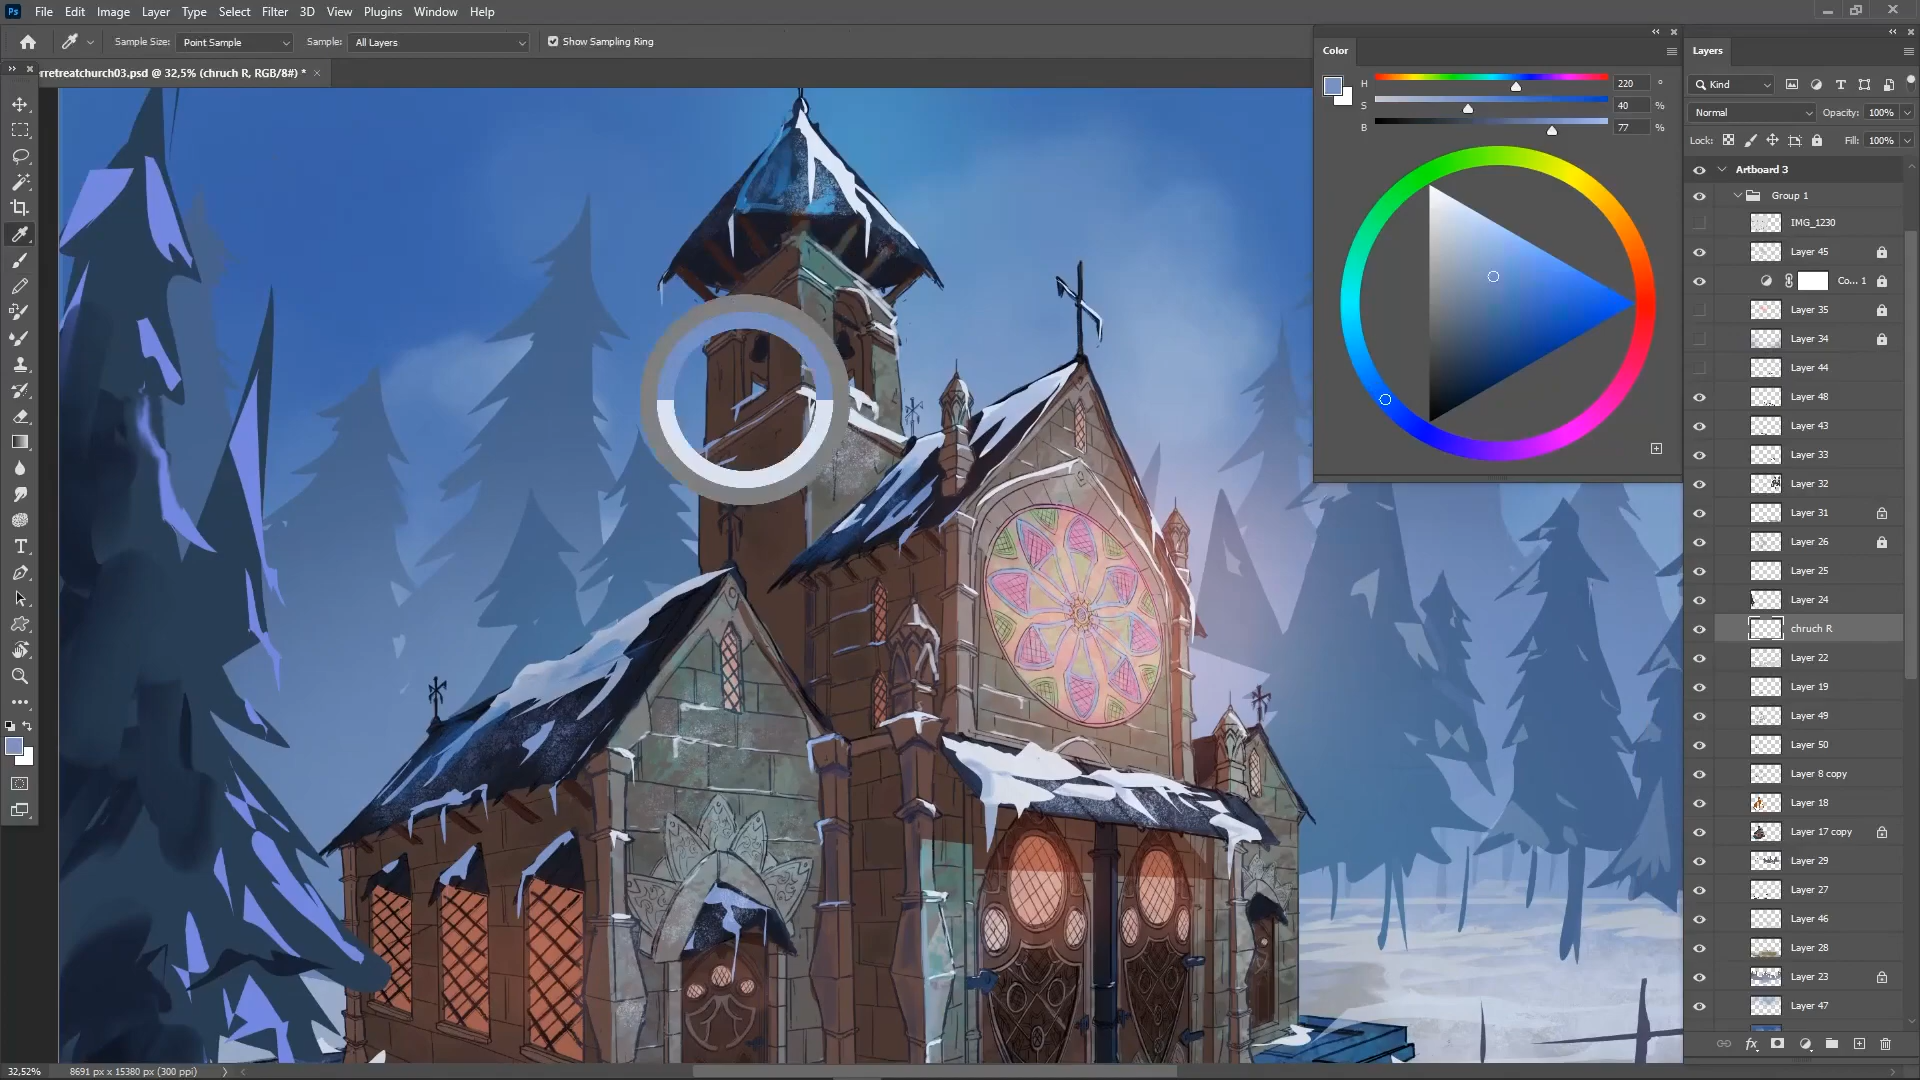 Ps File Edit Image Layer Type Select Filter 3D View Plugins Window Help
Sample Size: Point Sample Sample: All Layers Show Sampling Ring
erretreatchurch03.psd @ 32,5% (chruch R, RGB/8#) * ×
Color
H 220 °
S 40 %
B 77 %
Layers
Kind
Normal Opacity: 100%
Lock: Fill: 100%
Artboard 3
Group 1
IMG_1230
Layer 45
Co... 1
Layer 35
Layer 34
Layer 44
Layer 48
Layer 43
Layer 33
Layer 32
Layer 31
Layer 26
Layer 25
Layer 24
chruch R
Layer 22
Layer 19
Layer 49
Layer 50
Layer 8 copy
Layer 18
Layer 17 copy
Layer 29
Layer 27
Layer 46
Layer 28
Layer 23
Layer 47
32,52% 8691 px x 15380 px (300 ppi)